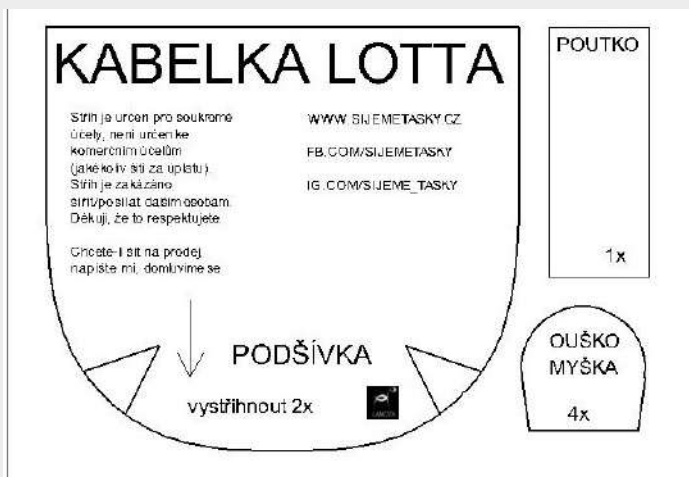 KABELKA LOTTA
Střih je určen pro soukromé
účely, není určen ke
komerčním účelům
(jakékoliv šití za úplatu).
Střih je zakázáno
šířit/posílat dalším osobám.
Děkuji, že to respektujete.
Chcete-li šít na prodej,
napište mi, domluvíme se
WWW.SIJEMETASKY.CZ
FB.COM/SIJEMETASKY
IG.COM/SIJEME_TASKY
PODŠÍVKA
vystřihnout 2x
POUTKO
1x
OUŠKO
MYŠKA
4x